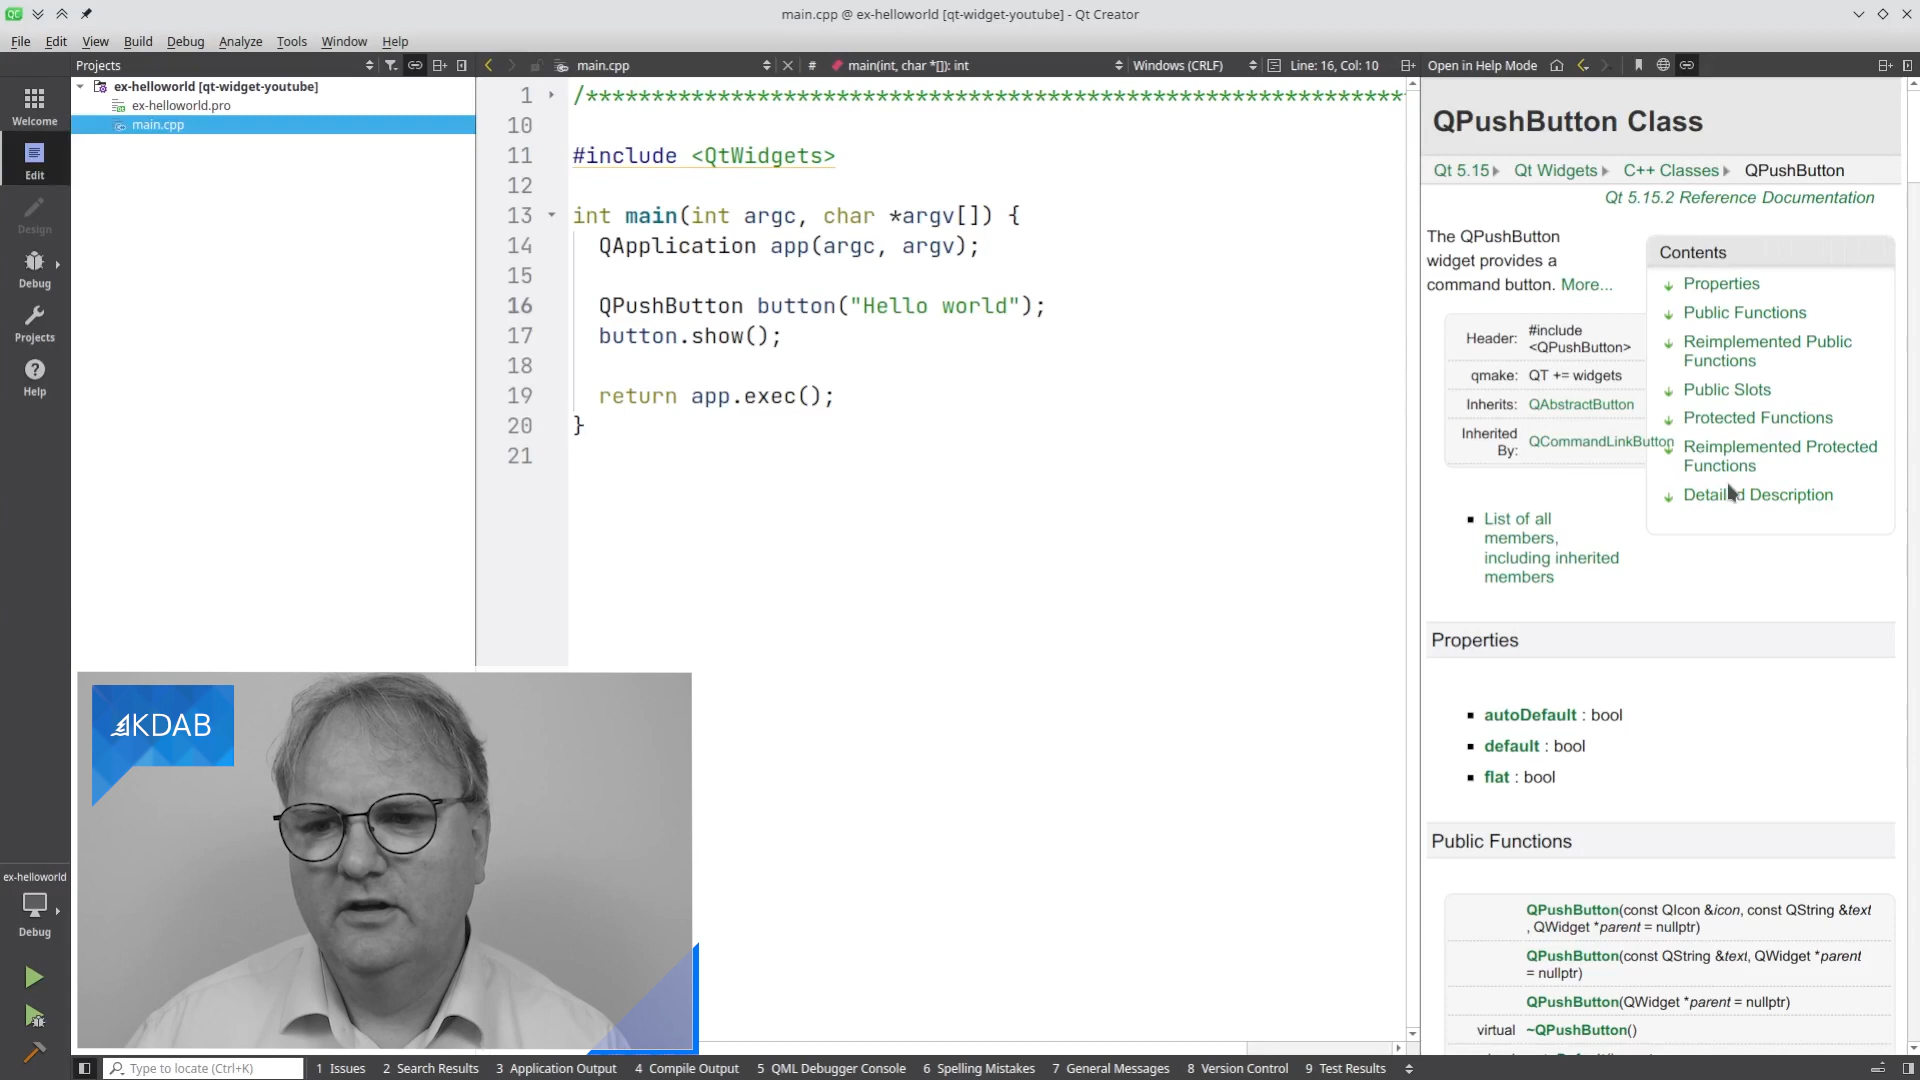 main.cpp @ ex-helloworld [qt-widget-youtube] - Qt Creator
File Edit View Build Debug Analyze Tools Window Help
Projects
main.cpp
# main(int, char *[]): int
Windows (CRLF)
Line: 16, Col: 10
Open in Help Mode
Welcome
Edit
Design
Debug
Projects
Help
ex-helloworld
Debug
ex-helloworld [qt-widget-youtube]
ex-helloworld.pro
main.cpp
1 /**************************************************************
10
11 #include <QtWidgets>
12
13 int main(int argc, char *argv[]) {
14 QApplication app(argc, argv);
15
16 QPushButton button("Hello world");
17 button.show();
18
19 return app.exec();
20 }
21
QPushButton Class
Qt 5.15 Qt Widgets C++ Classes QPushButton
Qt 5.15.2 Reference Documentation
The QPushButton
widget provides a
command button. More...
Contents
Properties
Public Functions
Reimplemented Public
Functions
Public Slots
Protected Functions
Reimplemented Protected
Functions
Detailed Description
Header: #include
<QPushButton>
qmake: QT += widgets
Inherits: QAbstractButton
Inherited
By: QCommandLinkButton
List of all
members,
including inherited
members
Properties
autoDefault : bool
default : bool
flat : bool
Public Functions
QPushButton(const QIcon &icon, const QString &text
, QWidget *parent = nullptr)
QPushButton(const QString &text, QWidget *parent
= nullptr)
QPushButton(QWidget *parent = nullptr)
virtual ~QPushButton()
KDAB
Type to locate (Ctrl+K)
1 Issues 2 Search Results 3 Application Output 4 Compile Output 5 QML Debugger Console 6 Spelling Mistakes 7 General Messages 8 Version Control 9 Test Results